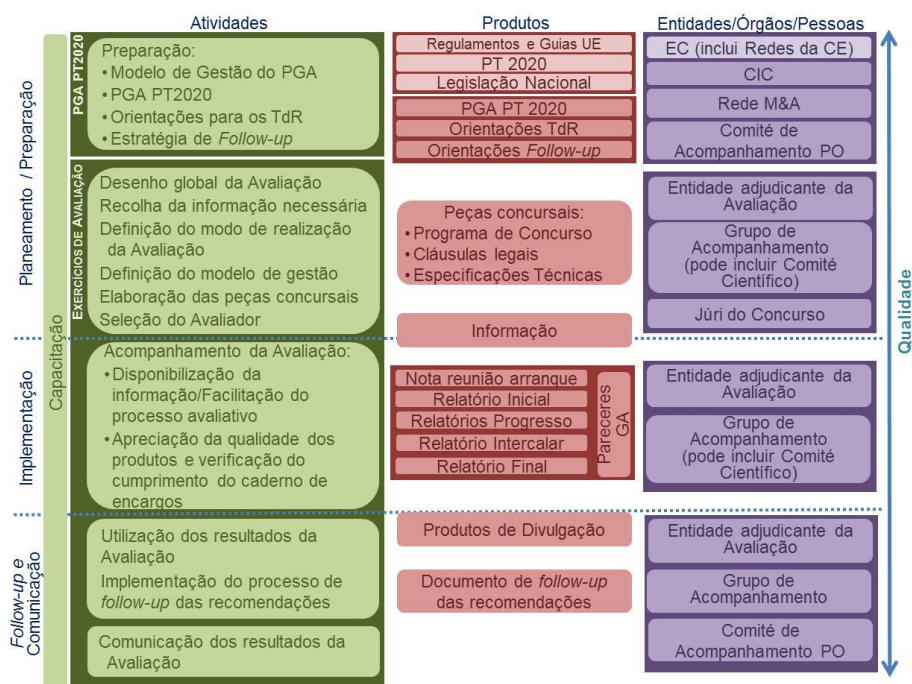 Atividades
Produtos
Entidades/Órgãos/Pessoas
Planeamento / Preparação
Capacitação
PGA PT2020
Preparação:
• Modelo de Gestão do PGA
• PGA PT2020
• Orientações para os TdR
• Estratégia de Follow-up
Regulamentos e Guias UE
PT 2020
Legislação Nacional
PGA PT 2020
Orientações TdR
Orientações Follow-up
EC (inclui Redes da CE)
CIC
Rede M&A
Comité de
Acompanhamento PO
EXERCÍCIOS DE AVALIAÇÃO
Desenho global da Avaliação
Recolha da informação necessária
Definição do modo de realização
da Avaliação
Definição do modelo de gestão
Elaboração das peças concursais
Seleção do Avaliador
Peças concursais:
• Programa de Concurso
• Cláusulas legais
• Especificações Técnicas
Informação
Entidade adjudicante da
Avaliação
Grupo de
Acompanhamento
(pode incluir Comité
Científico)
Júri do Concurso
Qualidade
Implementação
Acompanhamento da Avaliação:
• Disponibilização da
informação/Facilitação do
processo avaliativo
• Apreciação da qualidade dos
produtos e verificação do
cumprimento do caderno de
encargos
Nota reunião arranque
Relatório Inicial
Relatórios Progresso
Relatório Intercalar
Relatório Final
Pareceres
GA
Entidade adjudicante da
Avaliação
Grupo de
Acompanhamento
(pode incluir Comité
Científico)
Follow-up e
Comunicação
Utilização dos resultados da
Avaliação
Implementação do processo de
follow-up das recomendações
Comunicação dos resultados da
Avaliação
Produtos de Divulgação
Documento de follow-up
das recomendações
Entidade adjudicante da
Avaliação
Grupo de
Acompanhamento
Comité de
Acompanhamento PO